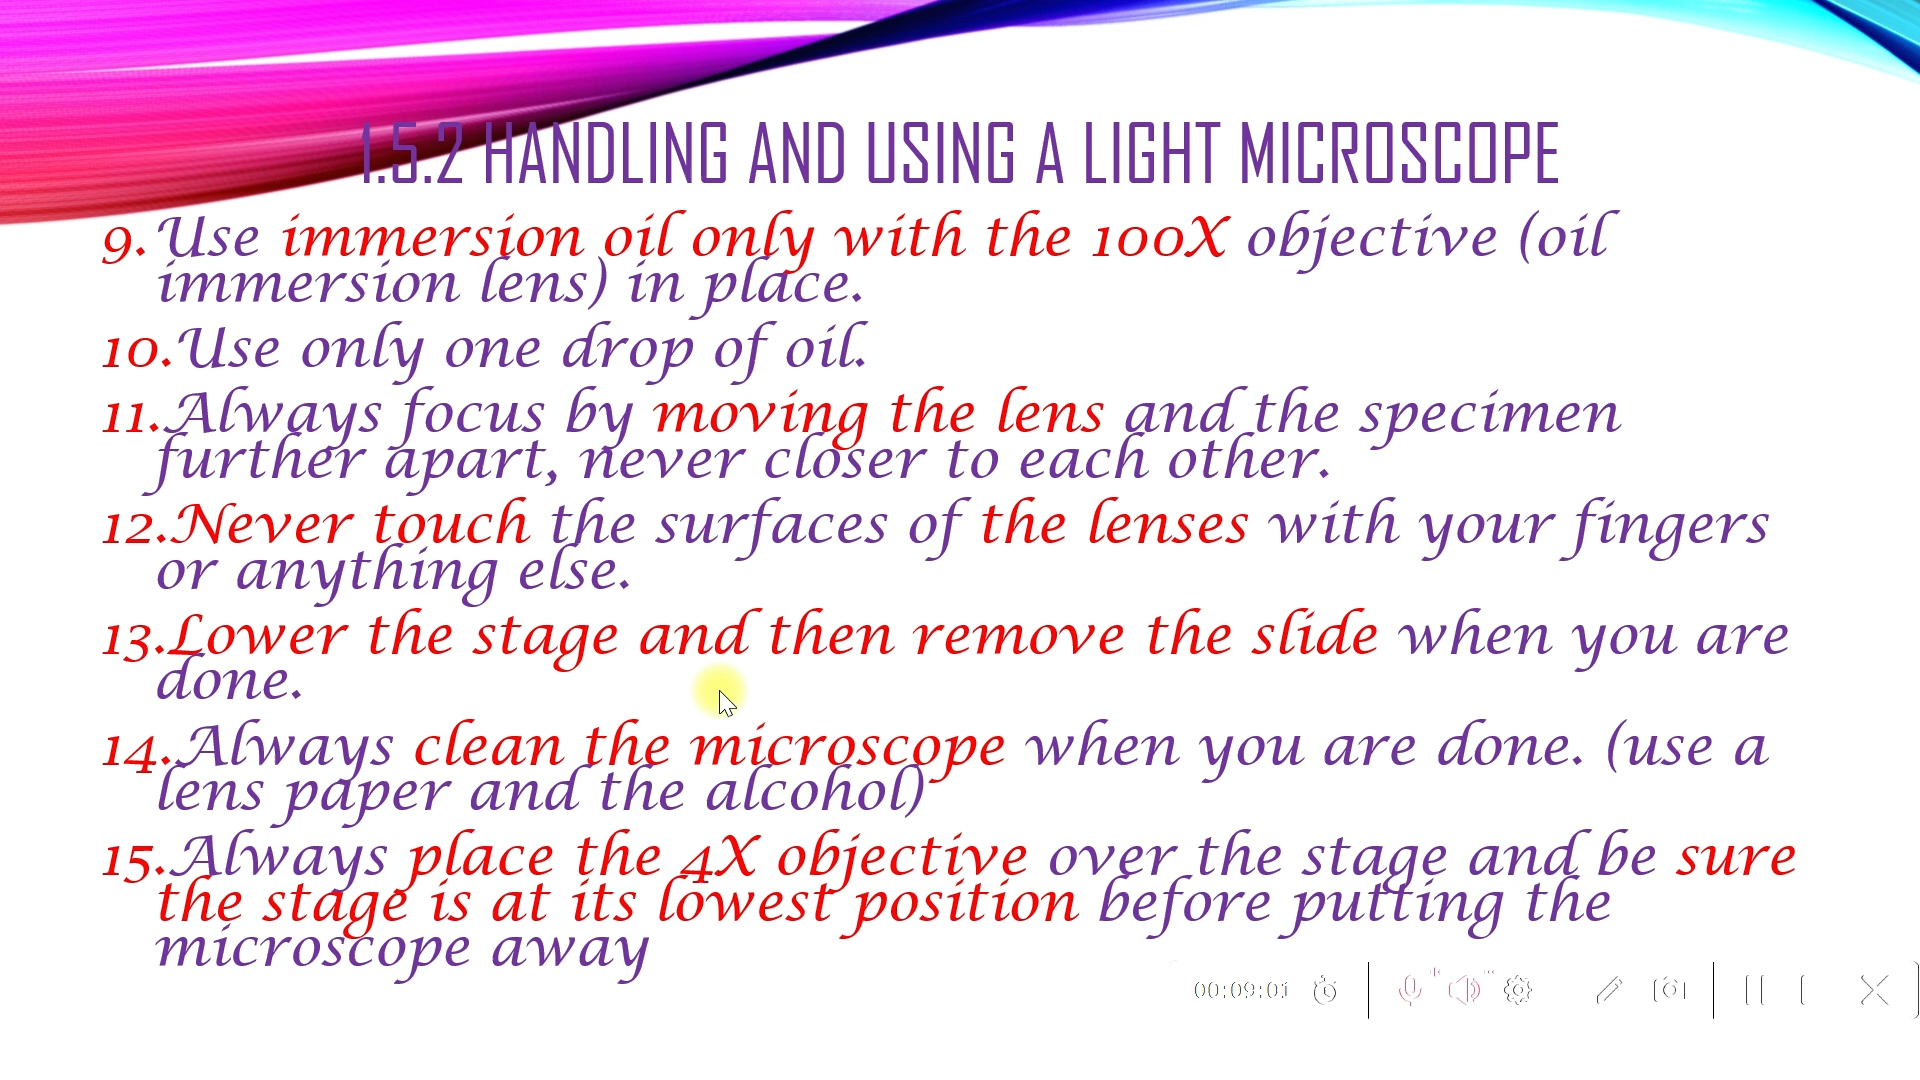 1.5.2 HANDLING AND USING A LIGHT MICROSCOPE
9. Use immersion oil only with the 100X objective (oil
immersion lens) in place.
10.Use only one drop of oil.
11.Always focus by moving the lens and the specimen
further apart, never closer to each other.
12.Never touch the surfaces of the lenses with your fingers
or anything else.
13.Lower the stage and then remove the slide when you are
done.
14.Always clean the microscope when you are done. (use a
lens paper and the alcohol)
15.Always place the 4X objective over the stage and be sure
the stage is at its lowest position before putting the
microscope away
00:09:01